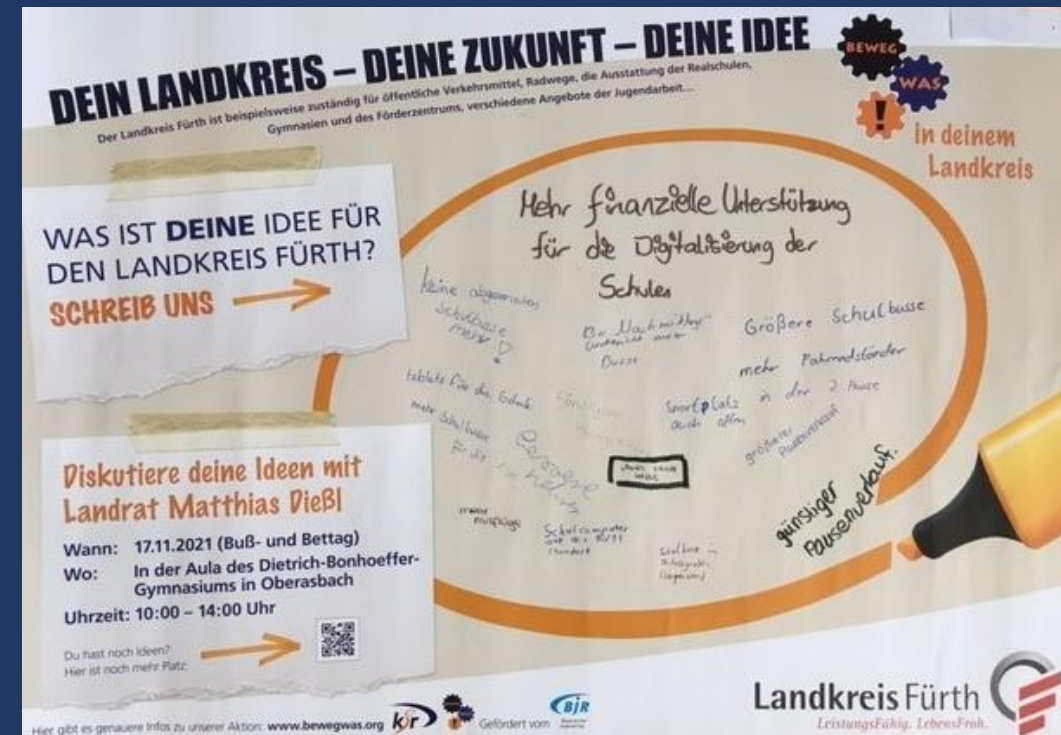 DEIN LANDKREIS – DEINE ZUKUNFT – DEINE IDEE
Der Landkreis Fürth ist beispielsweise zuständig für öffentliche Verkehrsmittel, Radwege, die Ausstattung der Realschulen,
Gymnasien und des Förderzentrums, verschiedene Angebote der Jugendarbeit...
BEWEG
WAS
!
in deinem
Landkreis
WAS IST DEINE IDEE FÜR
DEN LANDKREIS FÜRTH?
SCHREIB UNS
Mehr finanzielle Unterstützung
für die Digitalisierung der
Schulen
keine
Schulbusse
mehr!
Busse
Größere Schulbusse
mehr Fahrradständer
Sportplatz in der 2. Pause
auch offen
tablets für die
mehr Schulbusse
größerer
Pausenverkauf
günstiger
Pausenverkauf.
mehr
Ausflüge
Schulcomputer
Diskutiere deine Ideen mit
Landrat Matthias Dießl
Wann: 17.11.2021 (Buß- und Bettag)
Wo: In der Aula des Dietrich-Bonhoeffer-
Gymnasiums in Oberasbach
Uhrzeit: 10:00 – 14:00 Uhr
Du hast noch Ideen?
Hier ist noch mehr Platz:
Hier gibt es genauere Infos zu unserer Aktion: www.bewegwas.org
kjr
Gefördert vom
BJR
Landkreis Fürth
LeistungsFähig. LebensFroh.